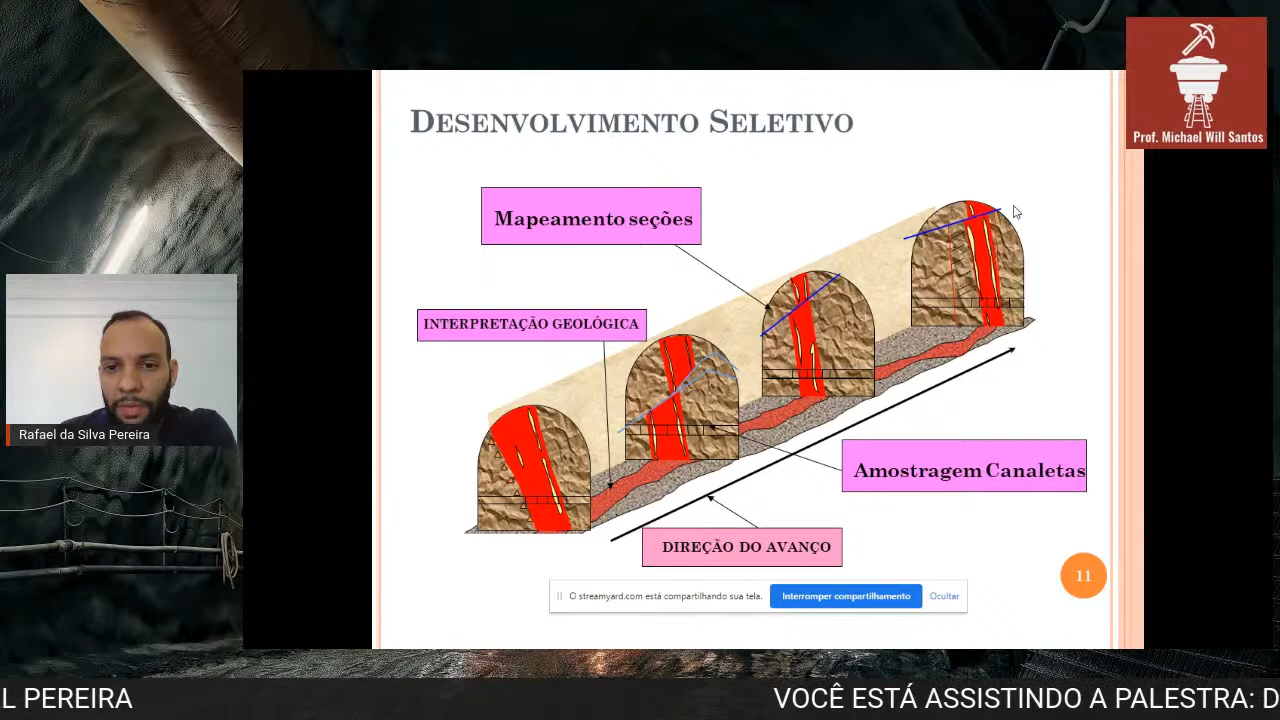 Prof. Michael Will Santos
DESENVOLVIMENTO SELETIVO
Mapeamento seções
INTERPRETAÇÃO GEOLÓGICA
Rafael da Silva Pereira
Amostragem Canaletas
DIREÇÃO DO AVANÇO
11
O streamyard.com está compartilhando sua tela.
Interromper compartilhamento
Ocultar
L PEREIRA
VOCÊ ESTÁ ASSISTINDO A PALESTRA: D